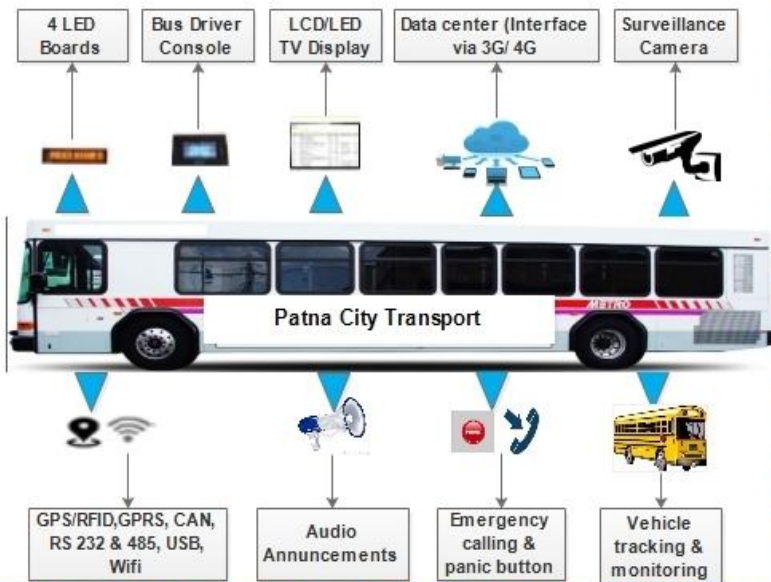 4 LED
Boards
Bus Driver
Console
LCD/LED
TV Display
Data center (Interface
via 3G/ 4G
Surveillance
Camera
METRO
Patna City Transport
GPS/RFID,GPRS, CAN,
RS 232 & 485, USB,
Wifi
Audio
Annuncements
Emergency
calling &
panic button
Vehicle
tracking &
monitoring